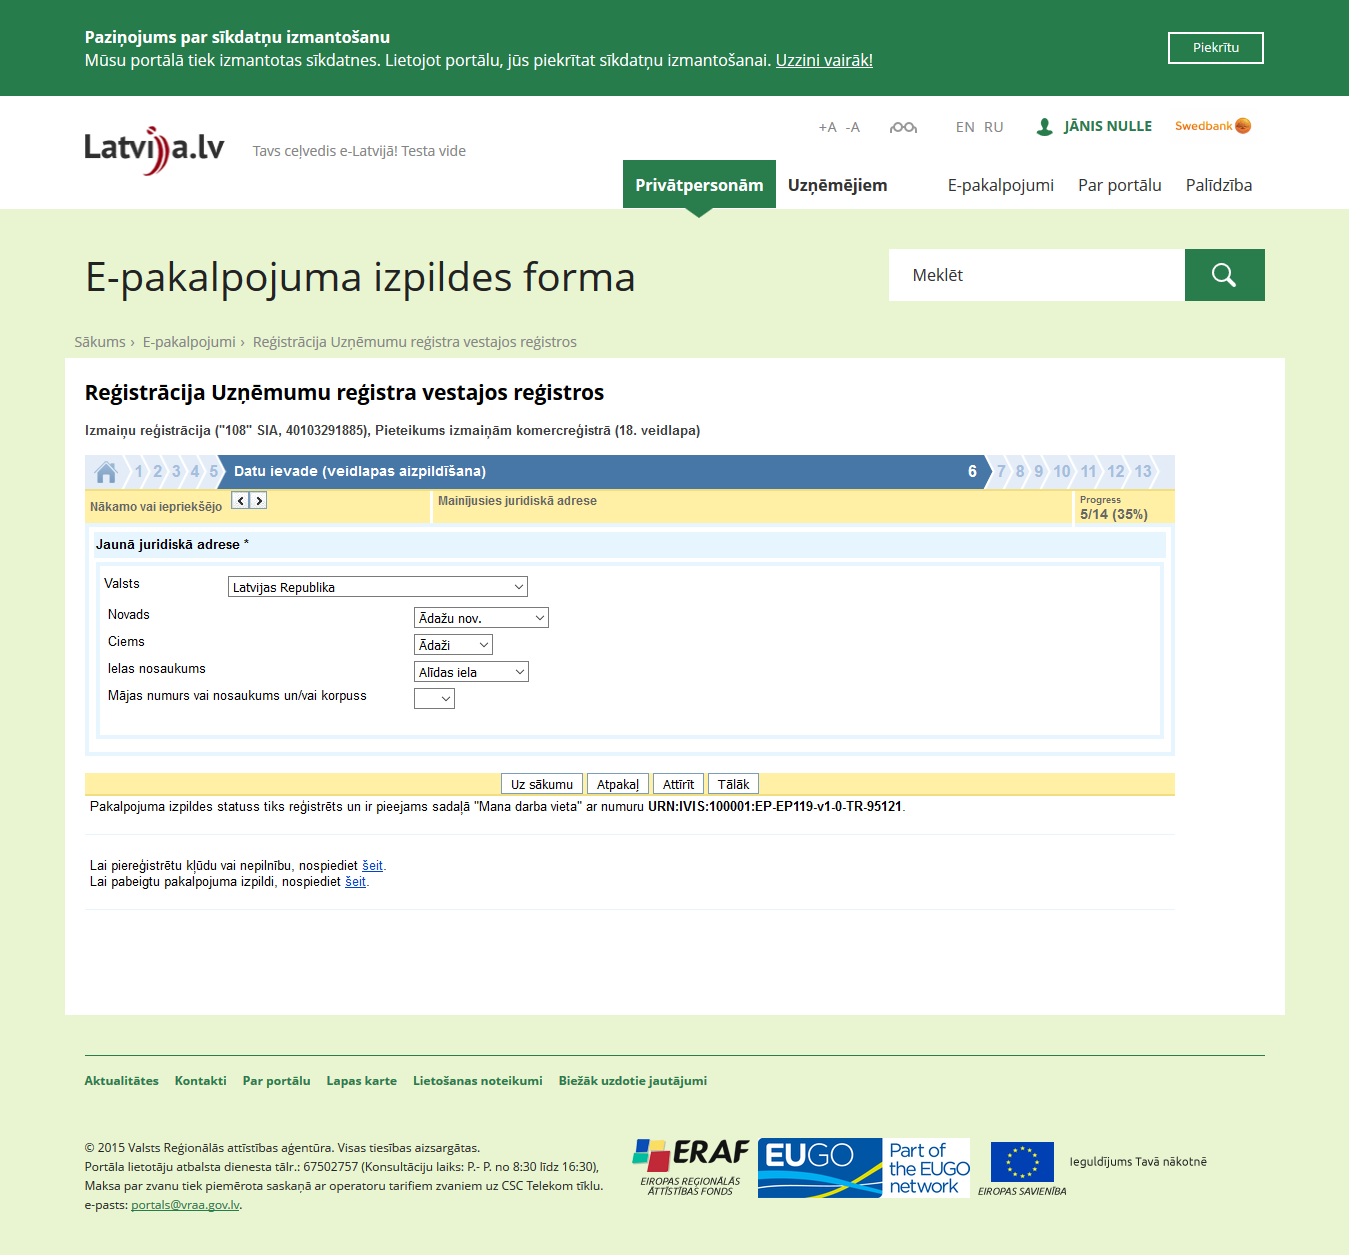 Paziņojums par sīkdatņu izmantošanu
Mūsu portālā tiek izmantotas sīkdatnes. Lietojot portālu, jūs piekrītat sīkdatņu izmantošanai. Uzzini vairāk!
Piekrītu
Latvija.lv
Tavs ceļvedis e-Latvijā! Testa vide
+A -A
EN RU
JĀNIS NULLE
Swedbank
Privātpersonām
Uzņēmējiem
E-pakalpojumi
Par portālu
Palīdzība
E-pakalpojuma izpildes forma
Meklēt
Sākums › E-pakalpojumi › Reģistrācija Uzņēmumu reģistra vestajos reģistros
Reģistrācija Uzņēmumu reģistra vestajos reģistros
Izmaiņu reģistrācija ("108" SIA, 40103291885), Pieteikums izmaiņām komercreģistrā (18. veidlapa)
1 2 3 4 5 Datu ievade (veidlapas aizpildīšana) 6 7 8 9 10 11 12 13
Nākamo vai iepriekšējo < >
Mainījusies juridiskā adrese
Progress
5/14 (35%)
Jaunā juridiskā adrese *
Valsts Latvijas Republika
Novads Ādažu nov.
Ciems Ādaži
Ielas nosaukums Alīdas iela
Mājas numurs vai nosaukums un/vai korpuss
Uz sākumu Atpakaļ Attīrīt Tālāk
Pakalpojuma izpildes statuss tiks reģistrēts un ir pieejams sadaļā "Mana darba vieta" ar numuru URN:IVIS:100001:EP-EP119-v1-0-TR-95121.
Lai piereģistrētu kļūdu vai nepilnību, nospiediet šeit.
Lai pabeigtu pakalpojuma izpildi, nospiediet šeit.
Aktualitātes Kontakti Par portālu Lapas karte Lietošanas noteikumi Biežāk uzdotie jautājumi
© 2015 Valsts Reģionālās attīstības aģentūra. Visas tiesības aizsargātas.
Portāla lietotāju atbalsta dienesta tālr.: 67502757 (Konsultāciju laiks: P.- P. no 8:30 līdz 16:30),
Maksa par zvanu tiek piemērota saskaņā ar operatoru tarifiem zvaniem uz CSC Telekom tīklu.
e-pasts: portals@vraa.gov.lv.
ERAF
EIROPAS REĢIONĀLĀS
ATTĪSTĪBAS FONDS
EUGO
Part of
the EUGO
network
EIROPAS SAVIENĪBA
Ieguldījums Tavā nākotnē